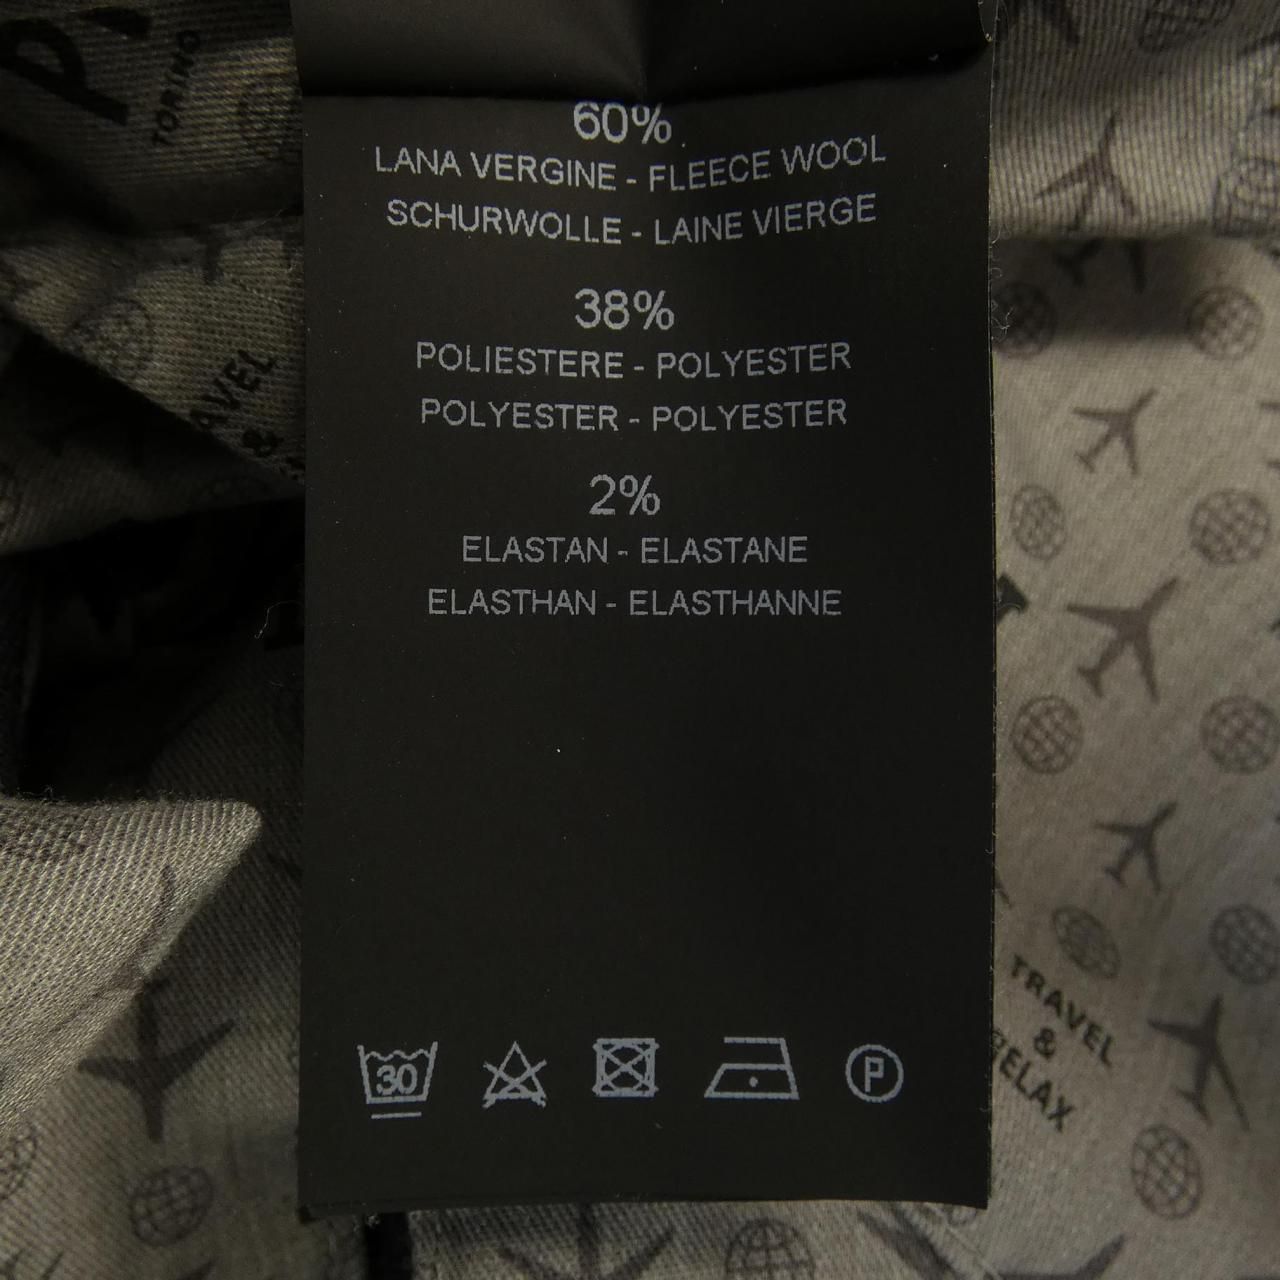 TORINO
60%
LANA VERGINE - FLEECE WOOL
SCHURWOLLE - LAINE VIERGE
38%
POLIESTERE - POLYESTER
POLYESTER - POLYESTER
2%
ELASTAN - ELASTANE
ELASTHAN - ELASTHANNE
30
P
TRAVEL
&
RELAX
AVEL
&